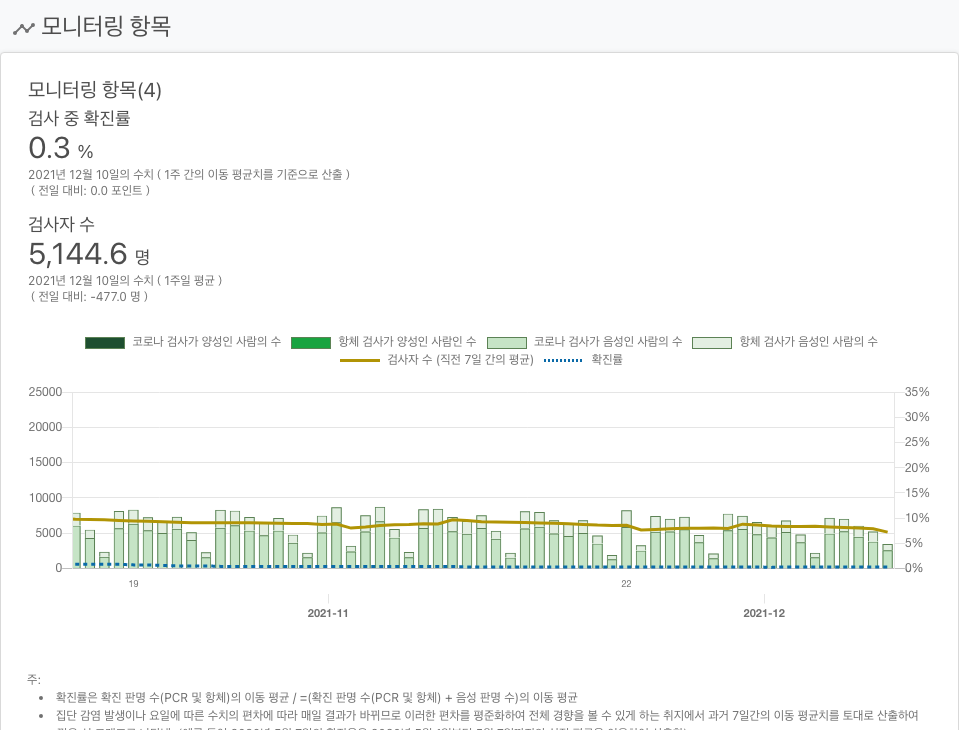 모니터링 항목
모니터링 항목(4)
검사 중 확진률
0.3 %
2021년 12월 10일의 수치 ( 1주 간의 이동 평균치를 기준으로 산출 )
( 전일 대비: 0.0 포인트 )
검사자 수
5,144.6 명
2021년 12월 10일의 수치 ( 1주일 평균 )
( 전일 대비: -477.0 명 )
코로나 검사가 양성인 사람의 수 항체 검사가 양성인 사람인 수 코로나 검사가 음성인 사람의 수 항체 검사가 음성인 사람의 수
검사자 수 (직전 7일 간의 평균) 확진률
25000 35%
30%
20000
25%
15000
20%
15%
10000
10%
5000
5%
0 0%
19 22
2021-11 2021-12
주:
확진률은 확진 판명 수(PCR 및 항체)의 이동 평균 / =(확진 판명 수(PCR 및 항체) + 음성 판명 수)의 이동 평균
집단 감염 발생이나 요일에 따른 수치의 편차에 따라 매일 결과가 바뀌므로 이러한 편차를 평준화하여 전체 경향을 볼 수 있게 하는 취지에서 과거 7일간의 이동 평균치를 토대로 산출하여